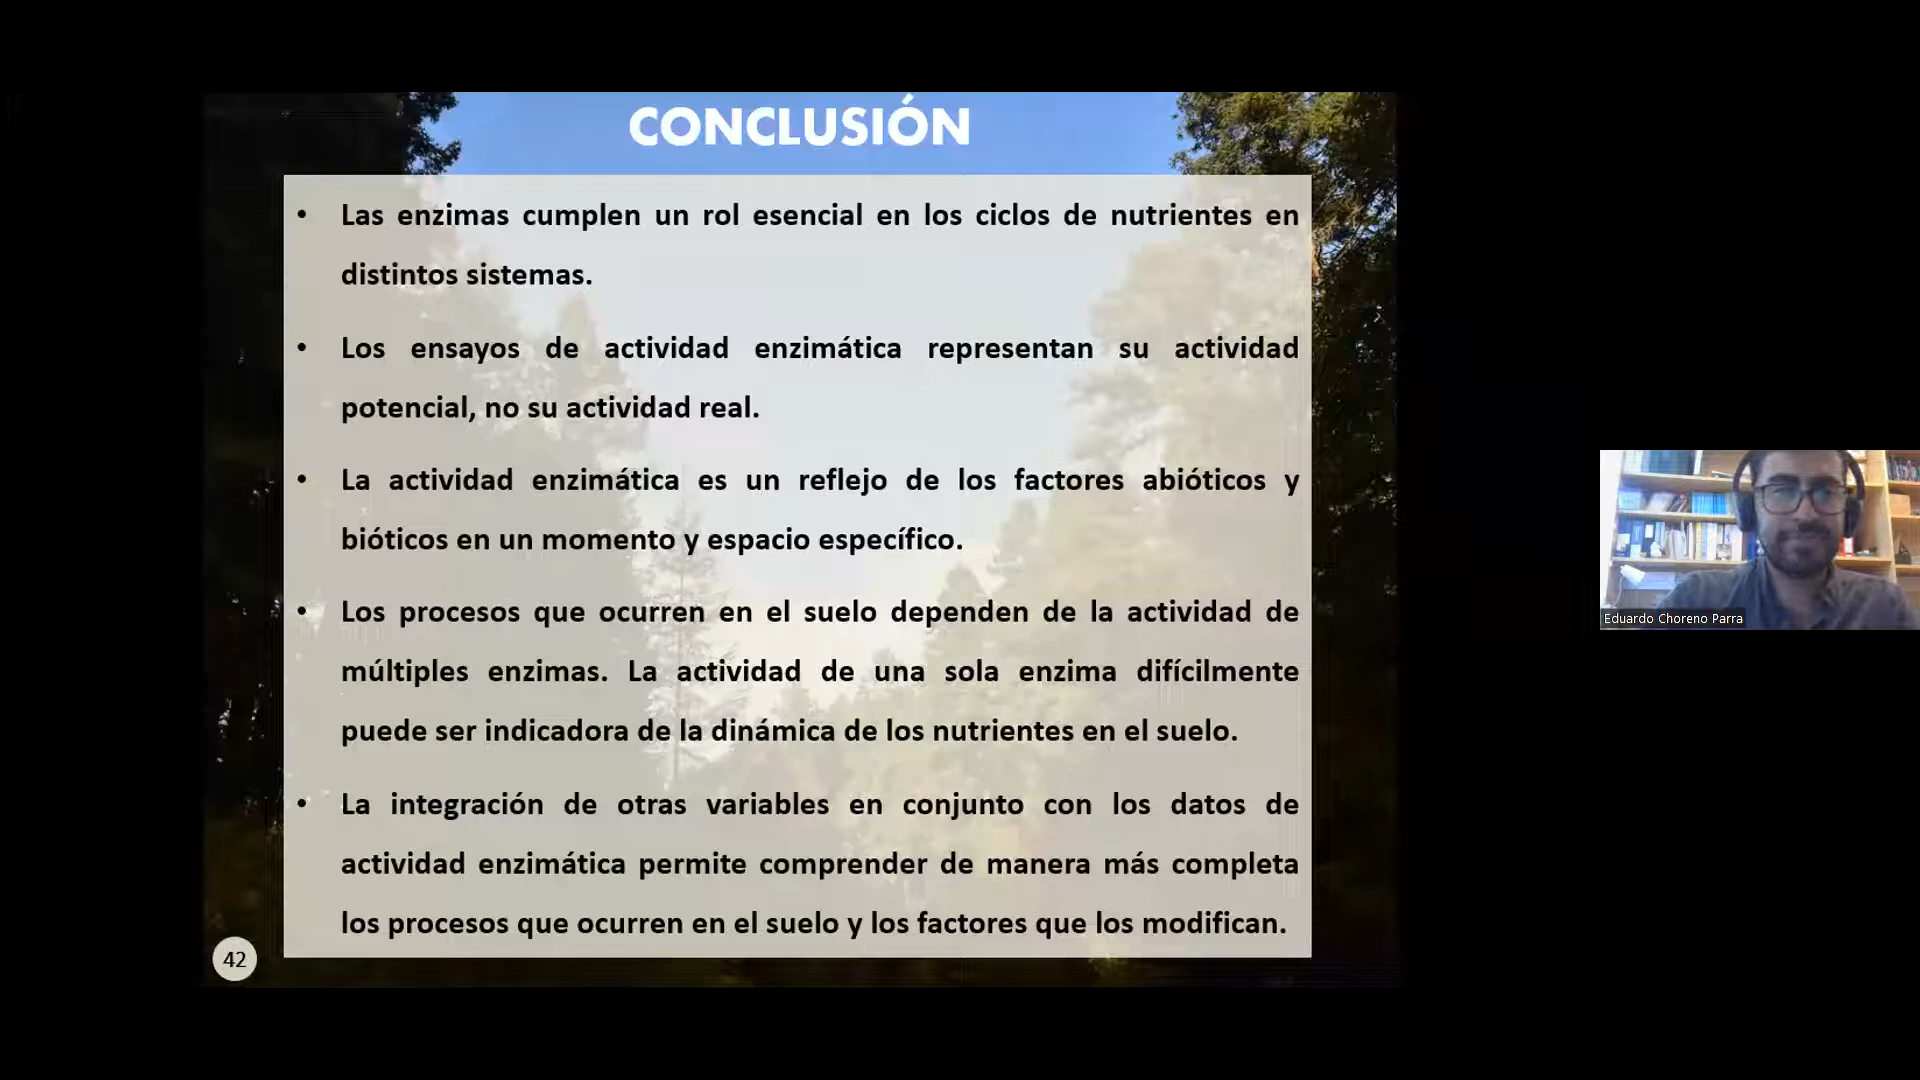 CONCLUSIÓN
• Las enzimas cumplen un rol esencial en los ciclos de nutrientes en
distintos sistemas.
• Los ensayos de actividad enzimática representan su actividad
potencial, no su actividad real.
• La actividad enzimática es un reflejo de los factores abióticos y
bióticos en un momento y espacio específico.
• Los procesos que ocurren en el suelo dependen de la actividad de
múltiples enzimas. La actividad de una sola enzima difícilmente
puede ser indicadora de la dinámica de los nutrientes en el suelo.
• La integración de otras variables en conjunto con los datos de
actividad enzimática permite comprender de manera más completa
los procesos que ocurren en el suelo y los factores que los modifican.
42
Eduardo Choreno Parra